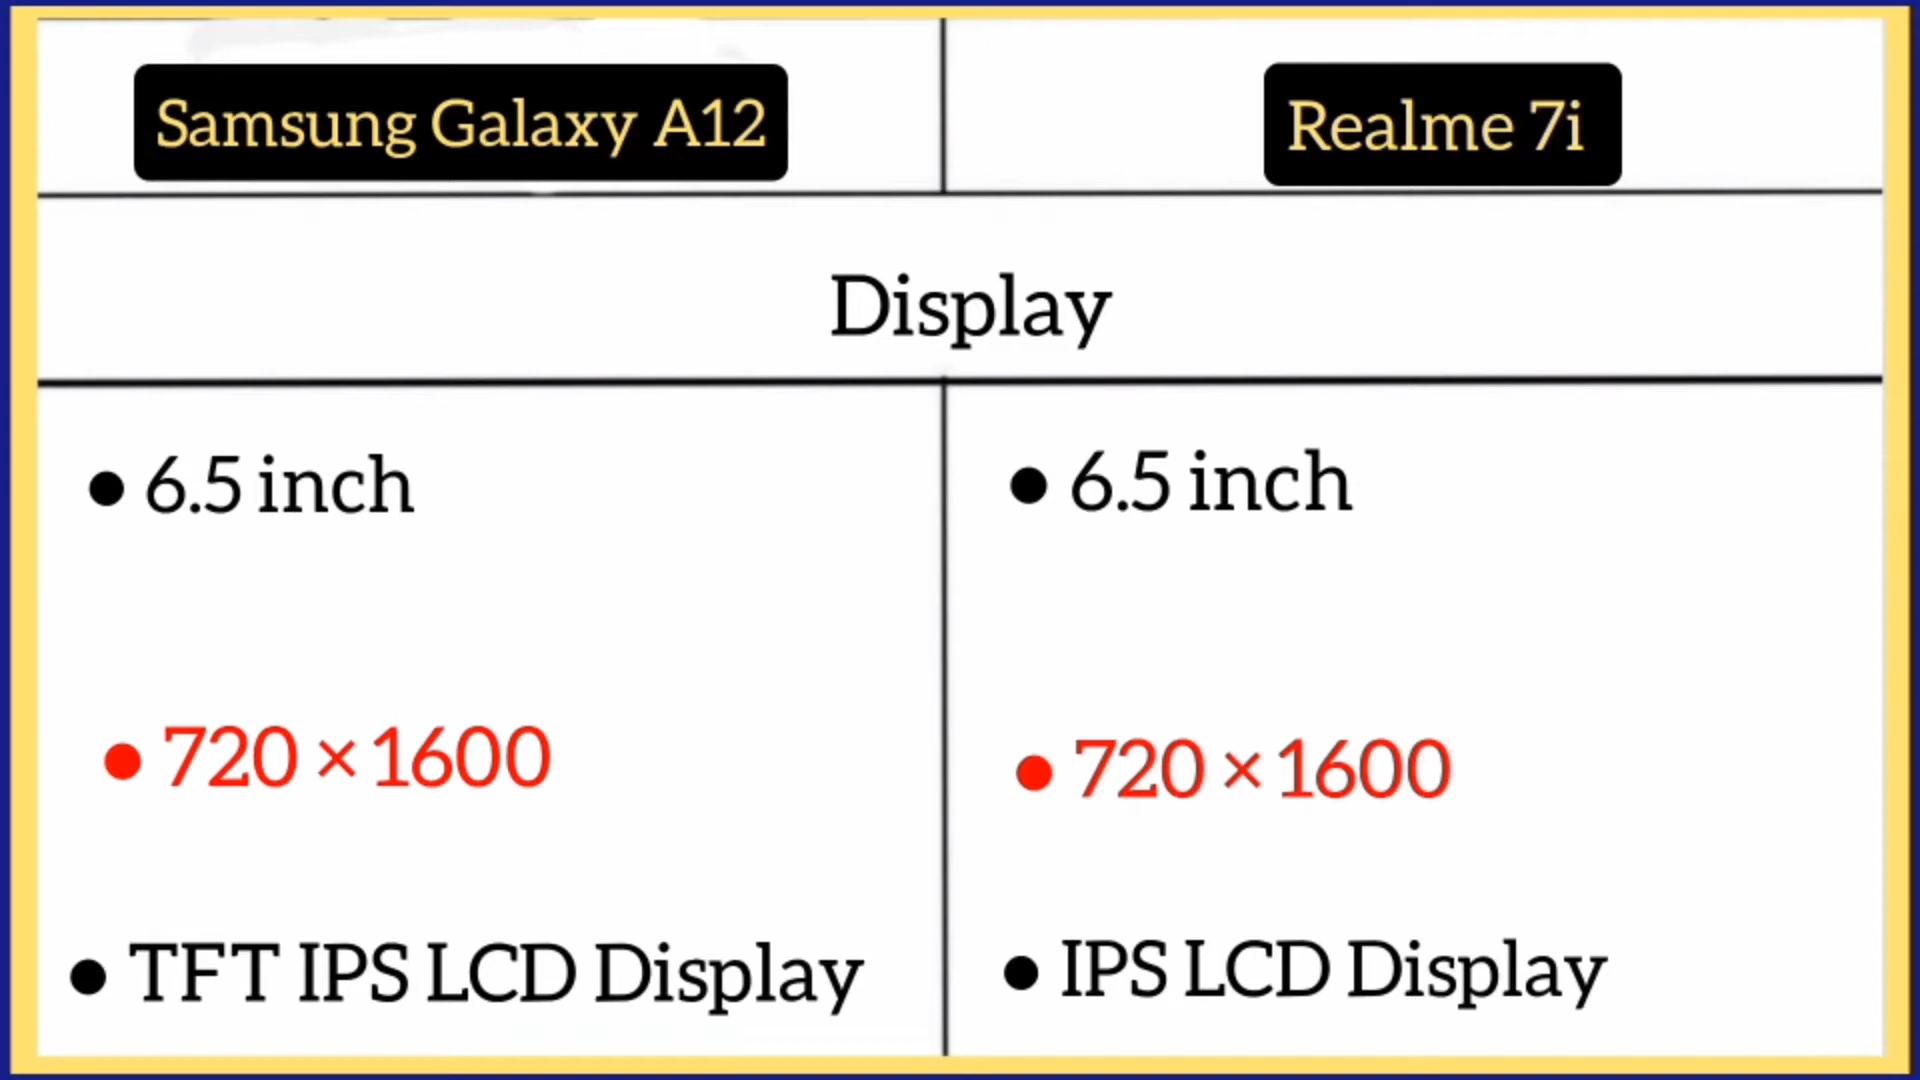 Samsung Galaxy A12
Realme 7i
Display
● 6.5 inch
● 6.5 inch
● 720 × 1600
● 720 × 1600
● TFT IPS LCD Display
● IPS LCD Display